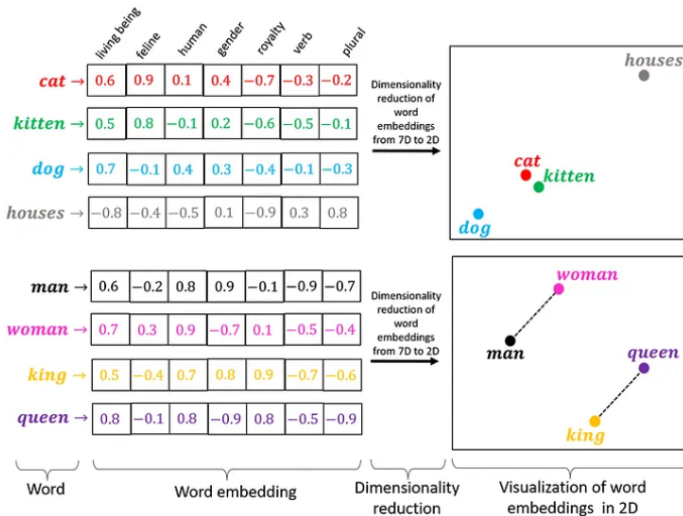 living being feline human gender royalty verb plural
cat → 0.6 0.9 0.1 0.4 −0.7 −0.3 −0.2
kitten → 0.5 0.8 −0.1 0.2 −0.6 −0.5 −0.1
dog → 0.7 −0.1 0.4 0.3 −0.4 −0.1 −0.3
houses → −0.8 −0.4 −0.5 0.1 −0.9 0.3 0.8
Dimensionality
reduction of
word
embeddings
from 7D to 2D
houses
cat
kitten
dog
man → 0.6 −0.2 0.8 0.9 −0.1 −0.9 −0.7
woman → 0.7 0.3 0.9 −0.7 0.1 −0.5 −0.4
king → 0.5 −0.4 0.7 0.8 0.9 −0.7 −0.6
queen → 0.8 −0.1 0.8 −0.9 0.8 −0.5 −0.9
Dimensionality
reduction of
word
embeddings
from 7D to 2D
woman
man
queen
king
Word
Word embedding
Dimensionality
reduction
Visualization of word
embeddings in 2D